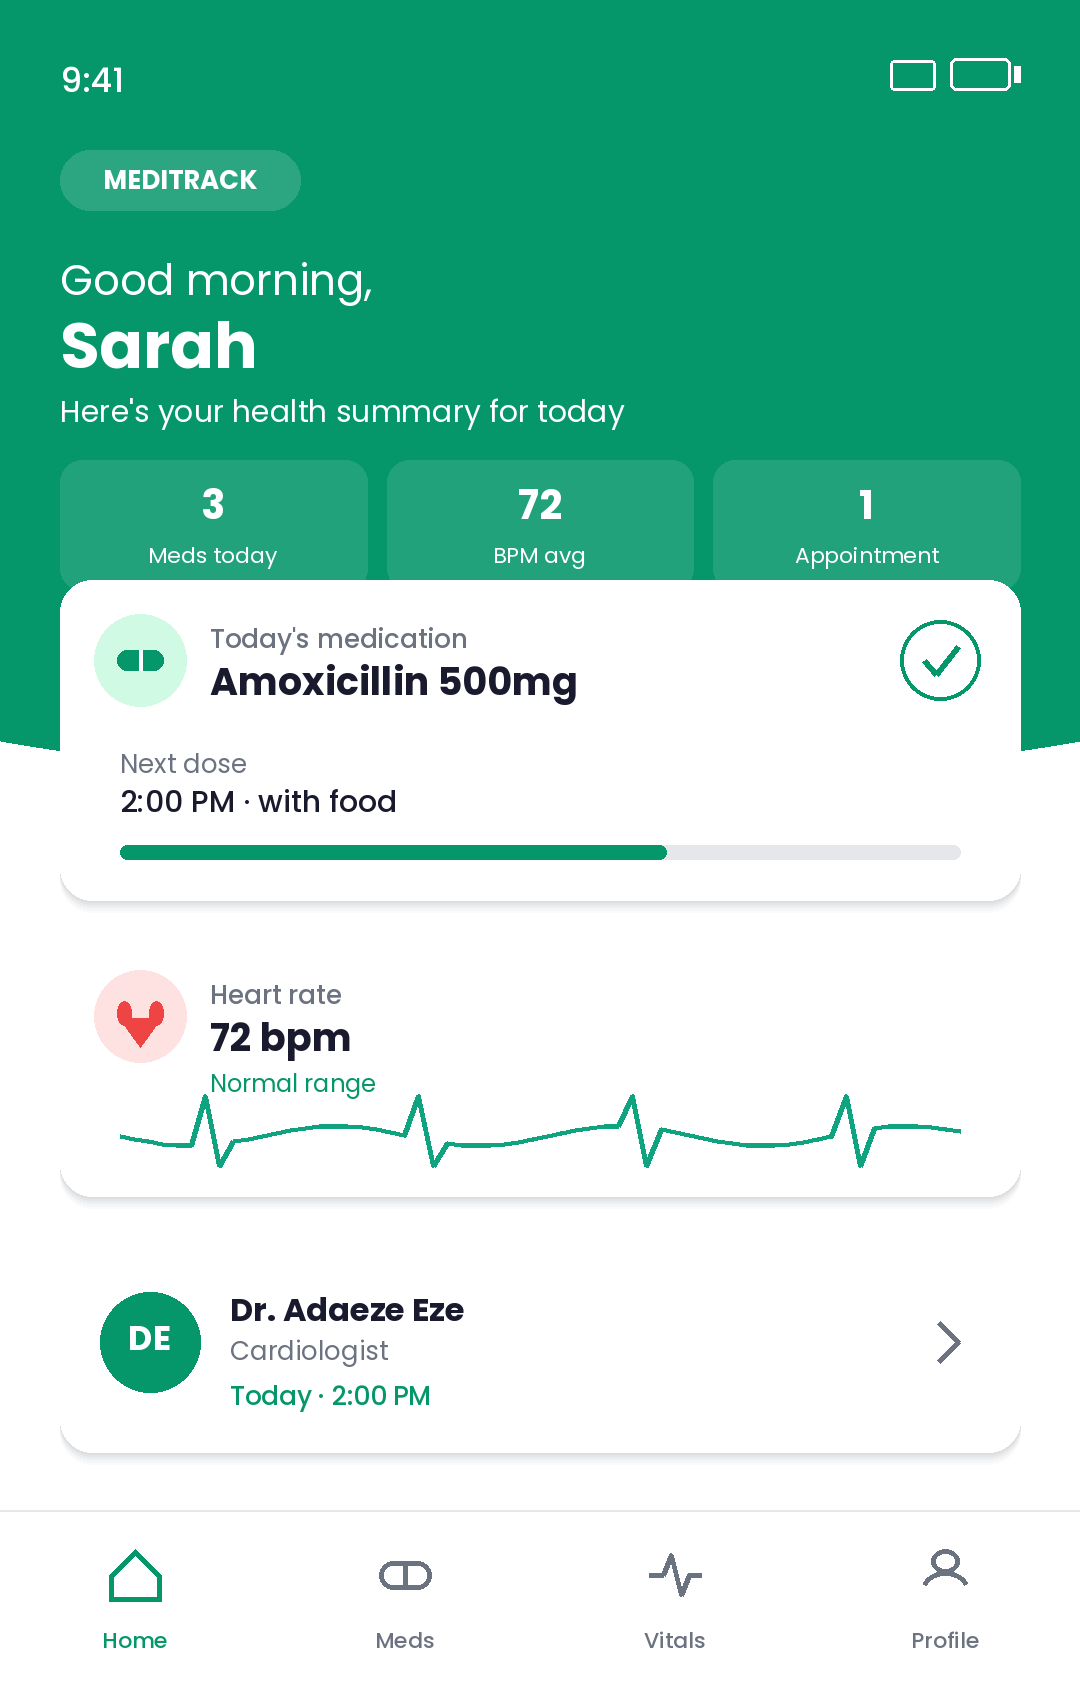 9:41
MEDITRACK
Good morning,
Sarah
Here's your health summary for today
3
Meds today
72
BPM avg
1
Appointment
Today's medication
Amoxicillin 500mg
Next dose
2:00 PM · with food
Heart rate
72 bpm
Normal range
DE
Dr. Adaeze Eze
Cardiologist
Today · 2:00 PM
Home
Meds
Vitals
Profile